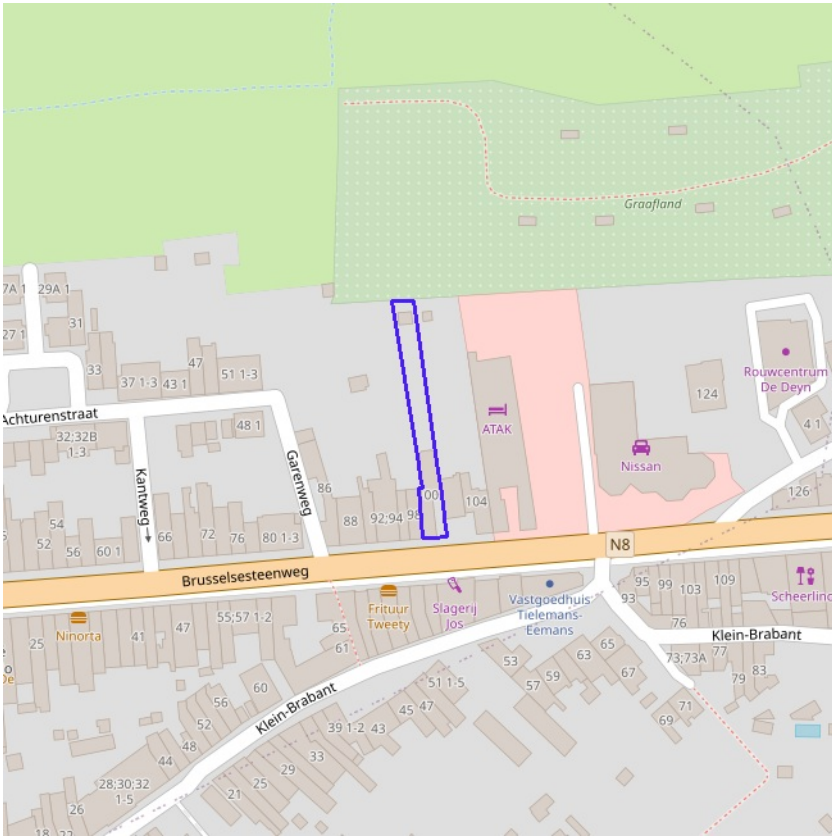 Graafland
29A 1
27 1
31
33
37 1-3
43 1
47
51 1-3
Achturenstraat
32;32B
1-3
48 1
Kantweg
Garenweg
86
54
52
56
60 1
66
72
76
80 1-3
88
92;94
98
104
ATAK
Nissan
124
Rouwcentrum
De Deyn
4 1
126
N8
Brusselsesteenweg
Ninorta
25
41
47
55;57 1-2
65
61
Frituur
Tweety
Slagerij
Jos
Vastgoedhuis
Tielemans-
Eemans
95
99
103
109
93
76
Scheerlinc
Klein-Brabant
73;73A
77
79
83
71
69
53
57
59
63
65
67
Klein-Brabant
60
56
52
48
44
28;30;32
1-5
26
22
21
25
29
33
39 1-2
43
45
47
51 1-5